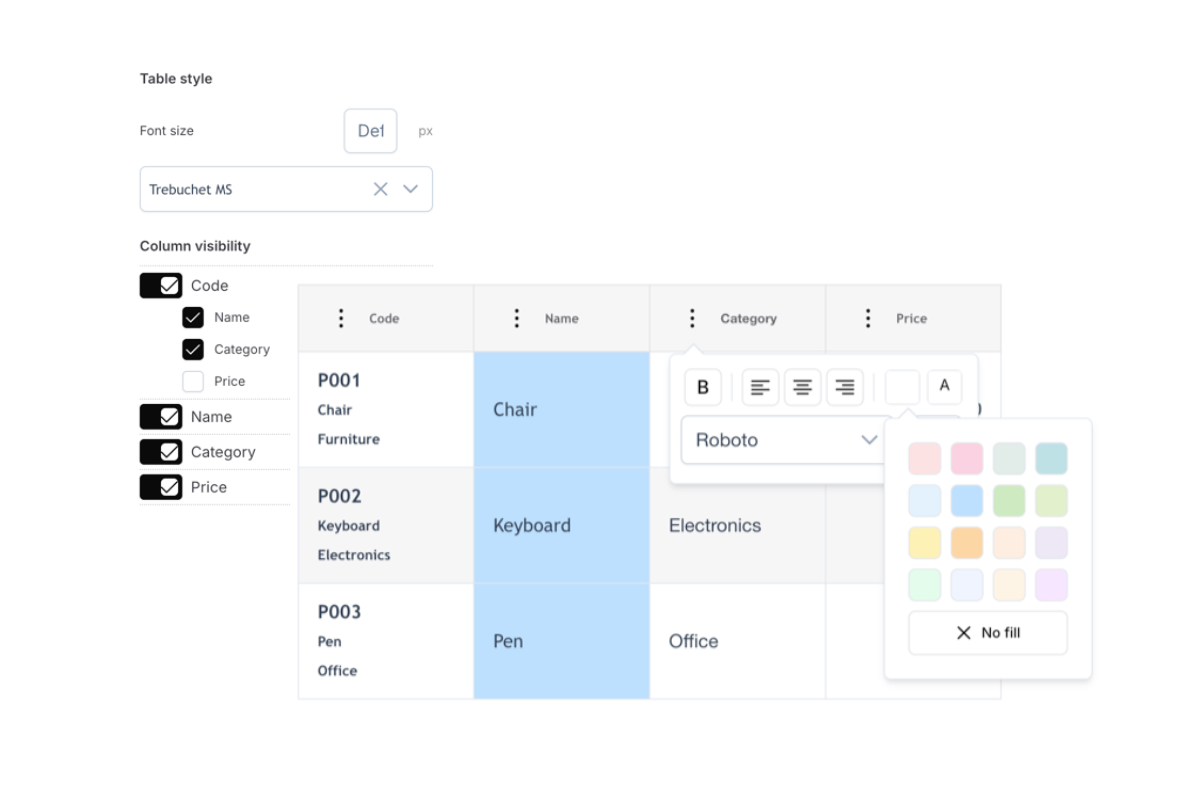 Table style
Font size Def px
Trebuchet MS
Column visibility
Code
Name
Category
Price
Name
Category
Price
Code Name Category Price
P001
Chair
Furniture
Chair
B A
Roboto
P002
Keyboard
Electronics
Keyboard
Electronics
P003
Pen
Office
Pen
Office
No fill